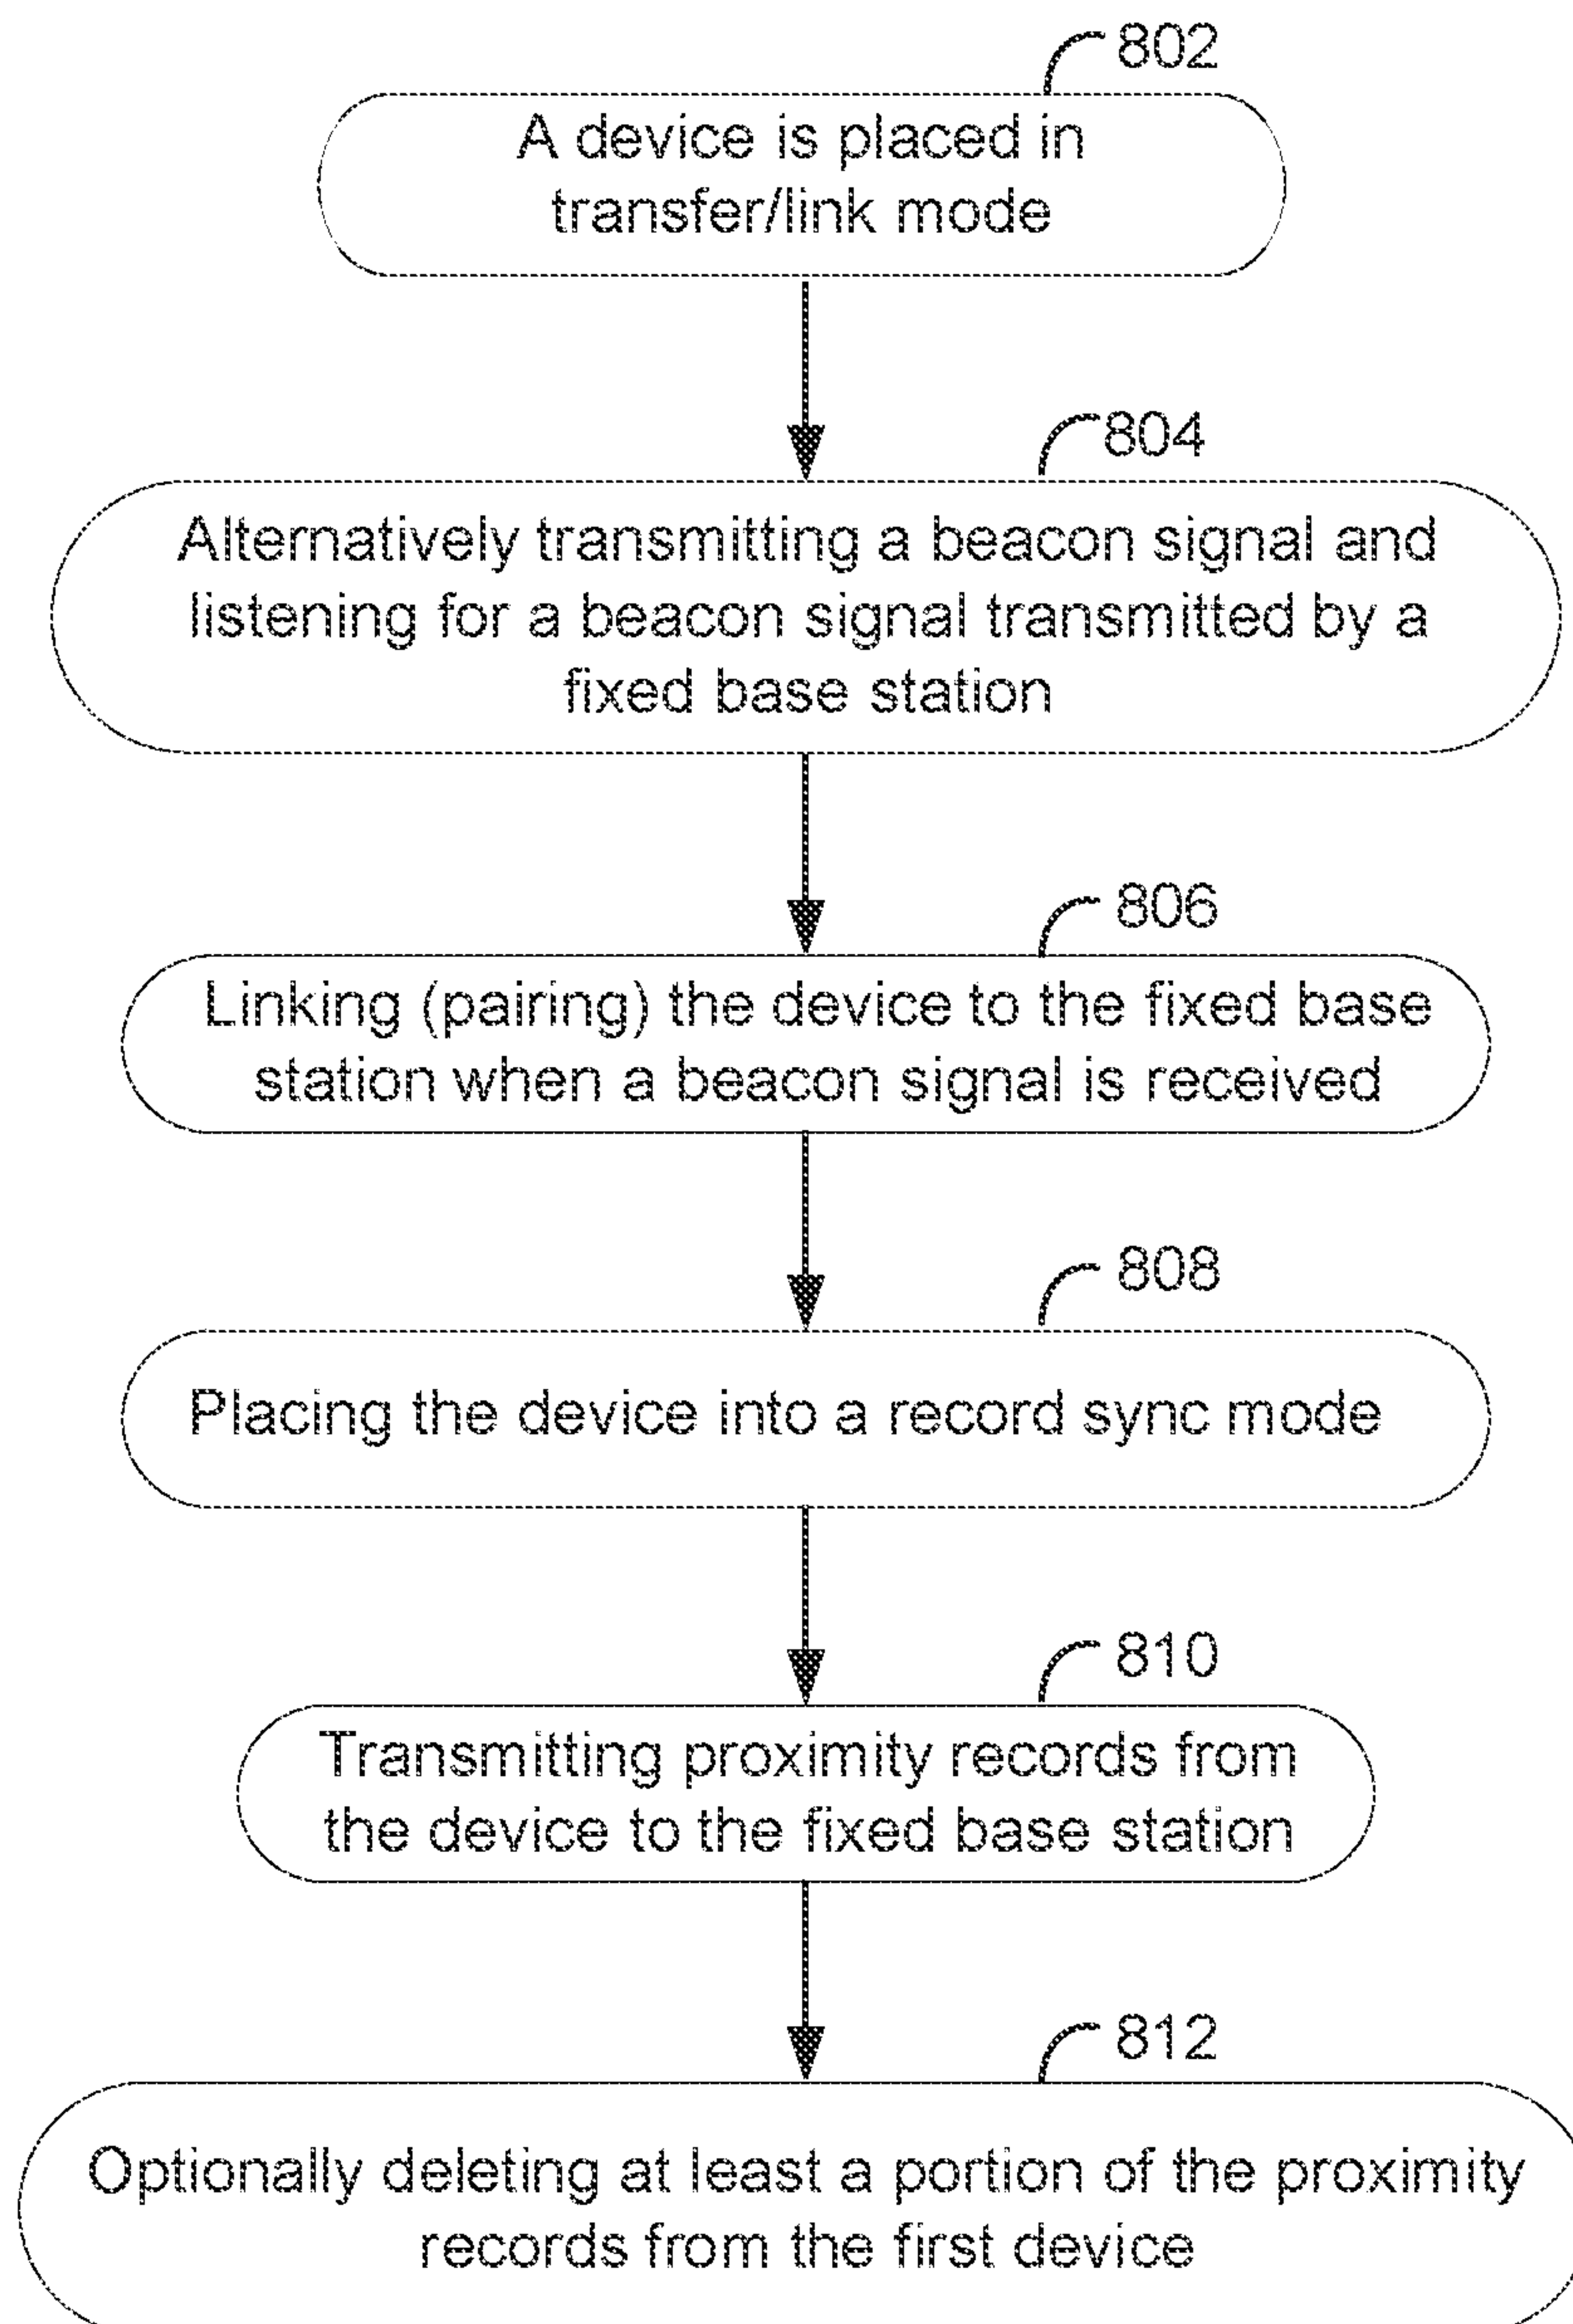 802
A device is placed in
transfer/link mode
804
Alternatively transmitting a beacon signal and
listening for a beacon signal transmitted by a
fixed base station
806
Linking (pairing) the device to the fixed base
station when a beacon signal is received
808
Placing the device into a record sync mode
810
Transmitting proximity records from
the device to the fixed base station
812
Optionally deleting at least a portion of the proximity
records from the first device